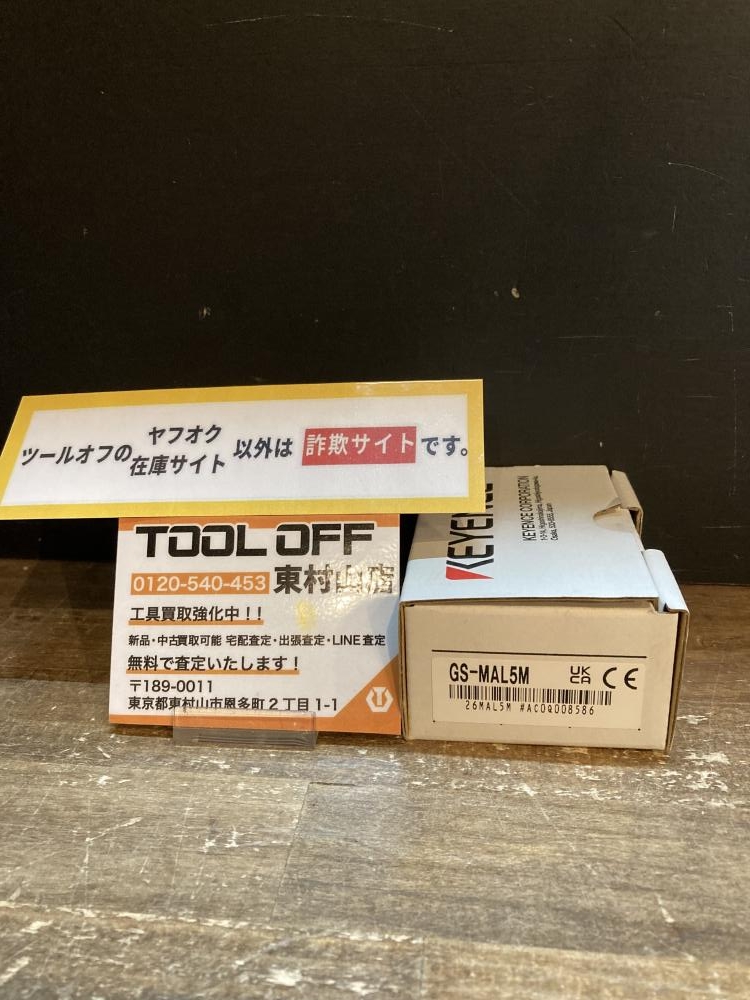 ツールオフの ヤフオク 在庫サイト 以外は 詐欺サイト です。
TOOL OFF
0120-540-453 東村山店
工具買取強化中!!
新品・中古買取可能 宅配査定・出張査定・LINE査定
無料で査定いたします!
〒189-0011
東京都東村山市恩多町2丁目1-1
KEYENCE
KEYENCE CORPORATION
GS-MAL5M UK CA CE
26MAL5M #AC0Q008586